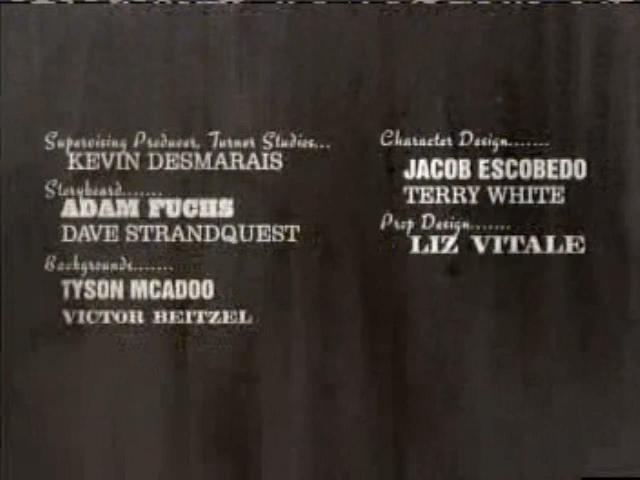 Supervising Producer, Turner Studios...
KEVIN DESMARAIS
Storyboard.......
ADAM FUCHS
DAVE STRANDQUEST
Backgrounds.......
TYSON MCADOO
VICTOR BEITZEL
Character Design.......
JACOB ESCOBEDO
TERRY WHITE
Prop Design.......
LIZ VITALE